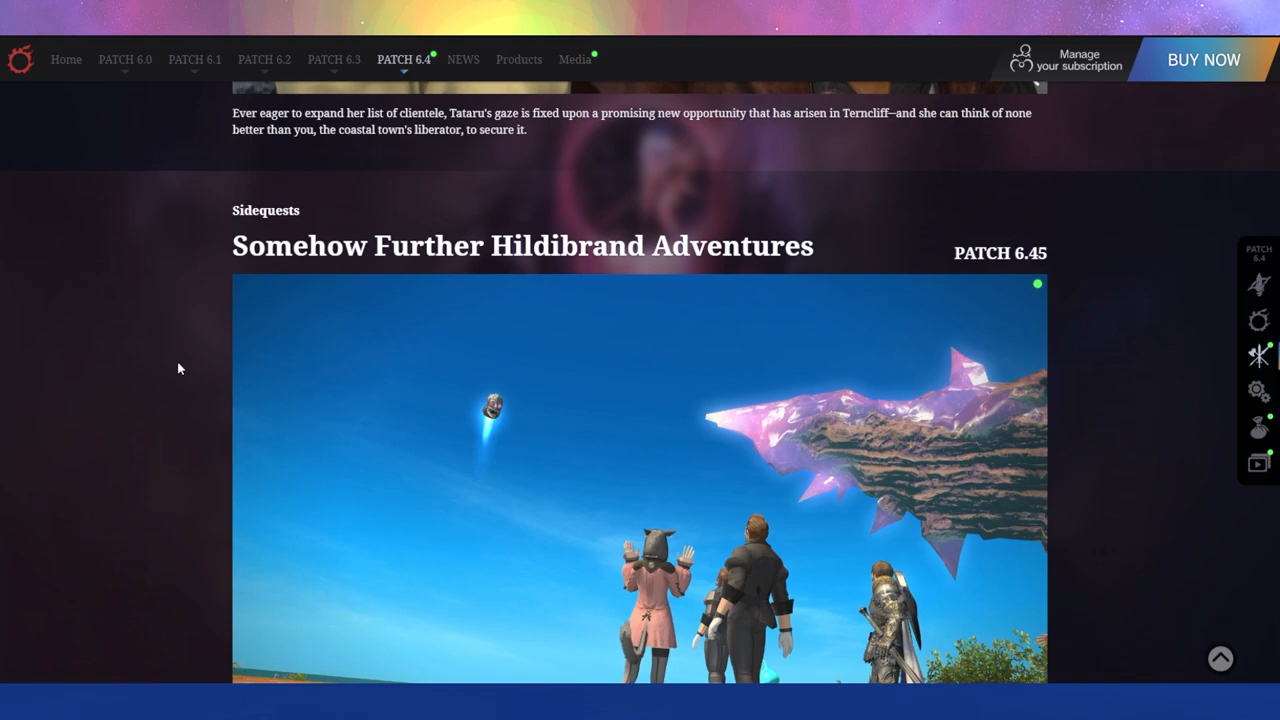 Home PATCH 6.0 PATCH 6.1 PATCH 6.2 PATCH 6.3 PATCH 6.4 NEWS Products Media
Manage
your subscription
BUY NOW
Ever eager to expand her list of clientele, Tataru's gaze is fixed upon a promising new opportunity that has arisen in Terncliff—and she can think of none
better than you, the coastal town's liberator, to secure it.
Sidequests
Somehow Further Hildibrand Adventures
PATCH 6.45
PATCH
6.4